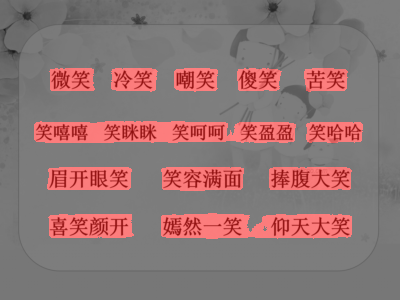 微笑 冷笑 嘲笑 傻笑 苦笑
笑嘻嘻 笑眯眯 笑呵呵 笑盈盈 笑哈哈
眉开眼笑 笑容满面 捧腹大笑
喜笑颜开 嫣然一笑 仰天大笑